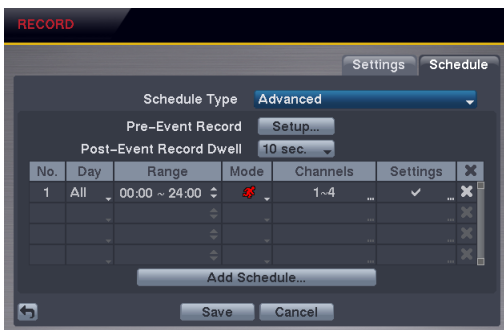 RECORD
Settings Schedule
Schedule Type Advanced
Pre-Event Record Setup...
Post-Event Record Dwell 10 sec.
No. Day Range Mode Channels Settings
1 All 00:00 ~ 24:00 1~4 ...
Add Schedule...
Save Cancel